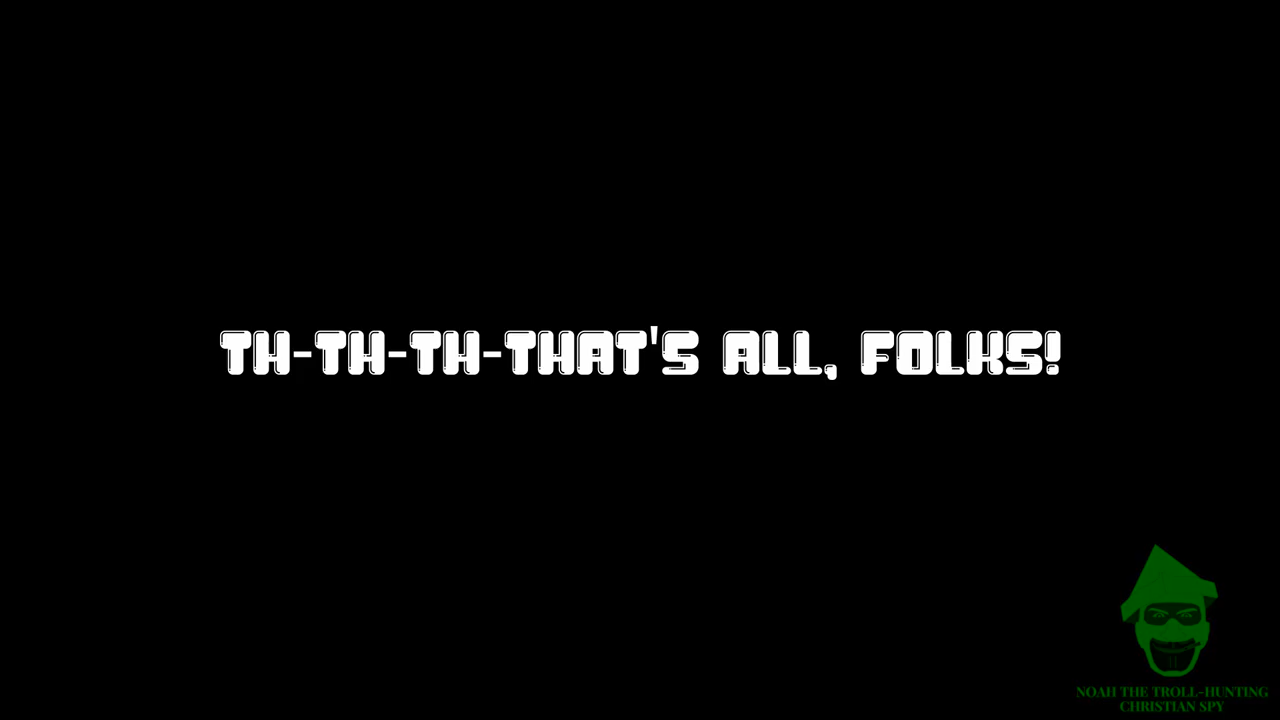 TH-TH-TH-THAT'S ALL, FOLKS!
NOAH THE TROLL-HUNTING
CHRISTIAN SPY